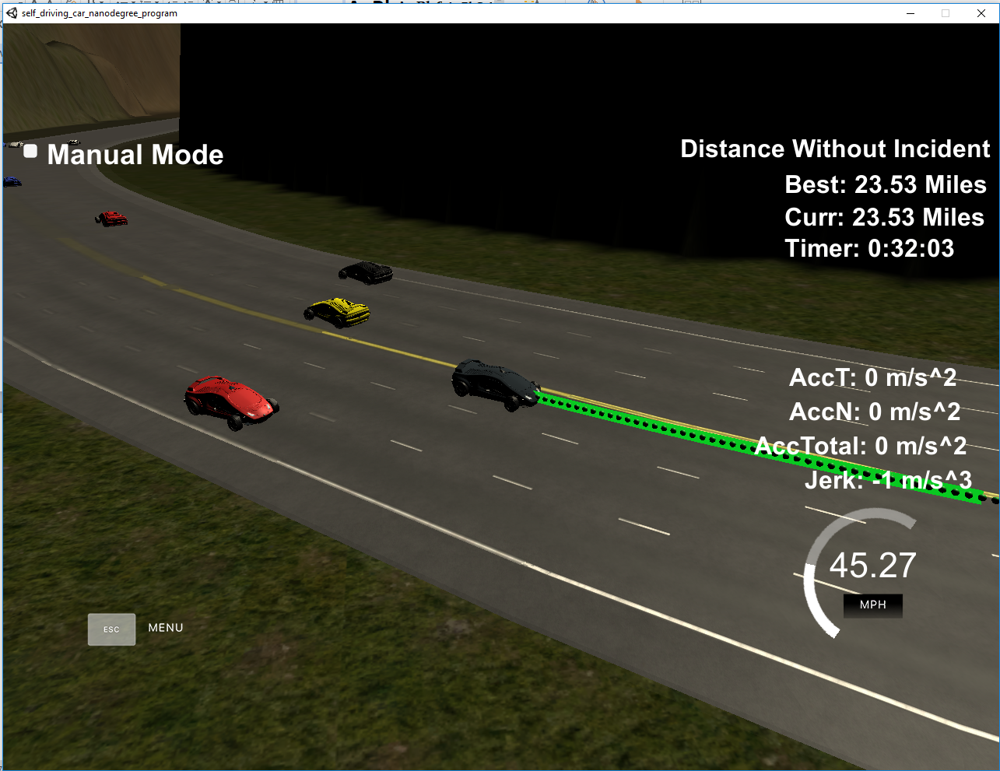 self_driving_car_nanodegree_program
Manual Mode
Distance Without Incident
Best: 23.53 Miles
Curr: 23.53 Miles
Timer: 0:32:03
AccT: 0 m/s^2
AccN: 0 m/s^2
AccTotal: 0 m/s^2
Jerk: -1 m/s^3
45.27
MPH
ESC
MENU